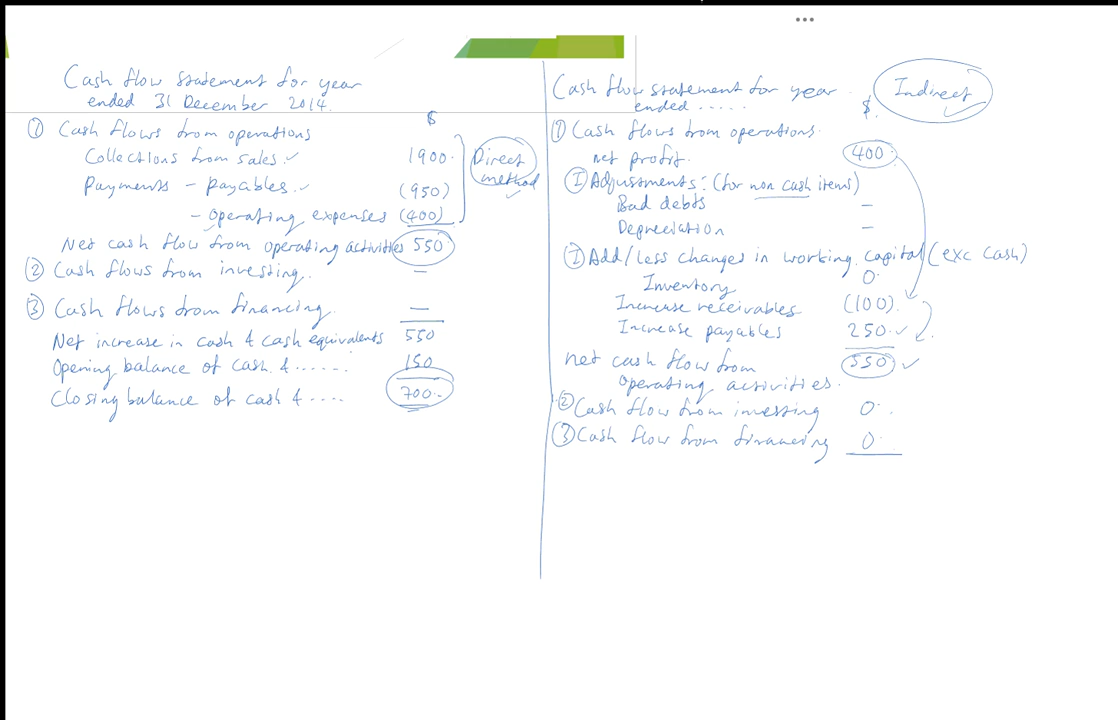 Cash flow statement for year
ended 31 December 2014.
$
① Cash flows from operations
Collections from sales ✓ 1900.
Payments - payables. ✓ (950)
- operating expenses (400)
Direct method ✓
Net cash flow from operating activities 550.
② Cash flows from investing. —
③ Cash flows from financing. —
Net increase in cash & cash equivalents 550
Opening balance of cash & ...... 150
Closing balance of cash & .... 700.
Cash flow statement for year
ended .....
Indirect ✓
$.
① Cash flows from operations.
net profit. 400
① Adjustments: (for non cash items)
Bad debts —
Depreciation —
① Add/less changes in working capital (exc cash)
Inventory 0.
Increase receivables (100).
Increase payables 250. ✓
net cash flow from 550 ✓
operating activities.
② Cash flow from investing 0.
③ Cash flow from financing 0.